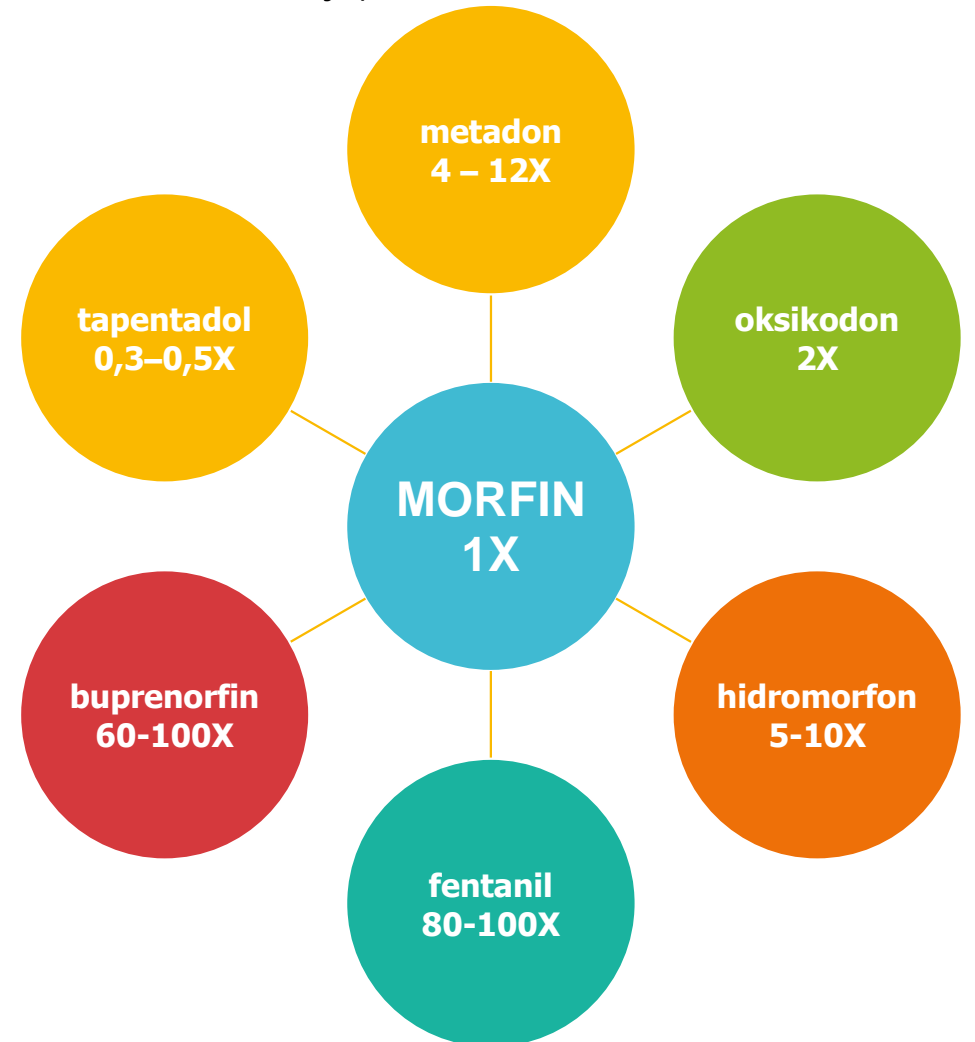 metadon
4 – 12X
tapentadol
0,3–0,5X
oksikodon
2X
MORFIN
1X
buprenorfin
60-100X
hidromorfon
5-10X
fentanil
80-100X